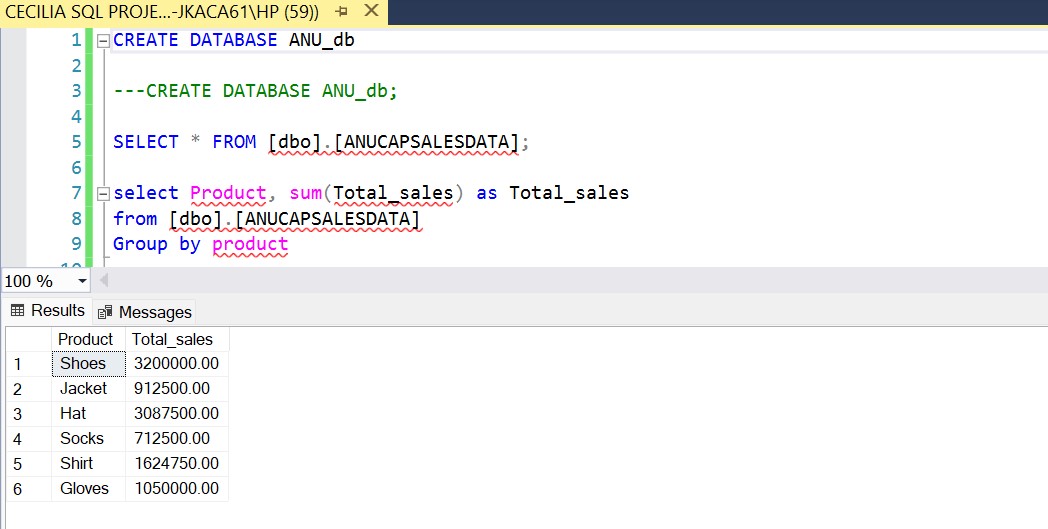 CECILIA SQL PROJE...-JKACA61\HP (59))
1 CREATE DATABASE ANU_db
2
3 ---CREATE DATABASE ANU_db;
4
5 SELECT * FROM [dbo].[ANUCAPSALESDATA];
6
7 select Product, sum(Total_sales) as Total_sales
8 from [dbo].[ANUCAPSALESDATA]
9 Group by product
10
100 %
Results Messages
Product Total_sales
1 Shoes 3200000.00
2 Jacket 912500.00
3 Hat 3087500.00
4 Socks 712500.00
5 Shirt 1624750.00
6 Gloves 1050000.00